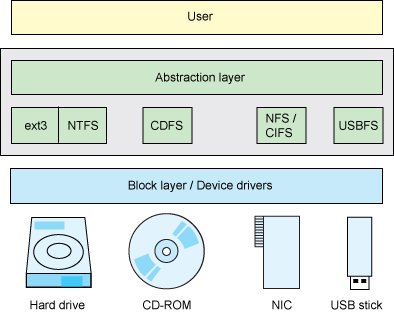 User
Abstraction layer
ext3 NTFS CDFS NFS / CIFS USBFS
Block layer / Device drivers
Hard drive CD-ROM NIC USB stick